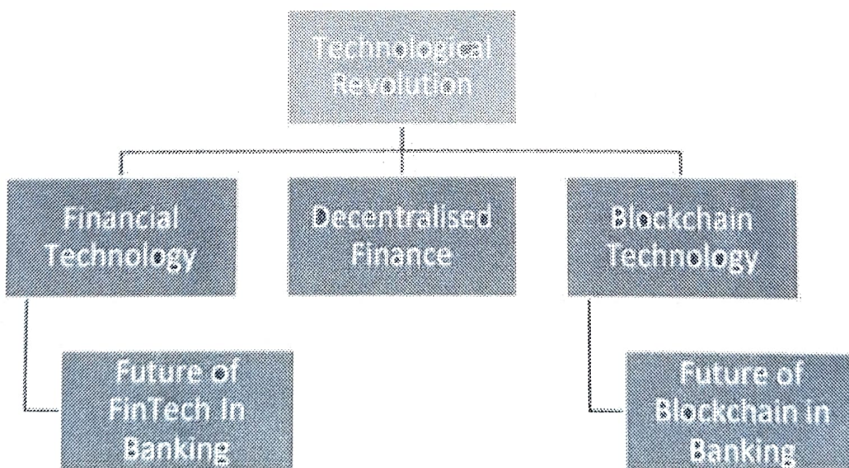 Technological
Revolution
Financial
Technology
Decentralised
Finance
Blockchain
Technology
Future of
FinTech In
Banking
Future of
Blockchain in
Banking